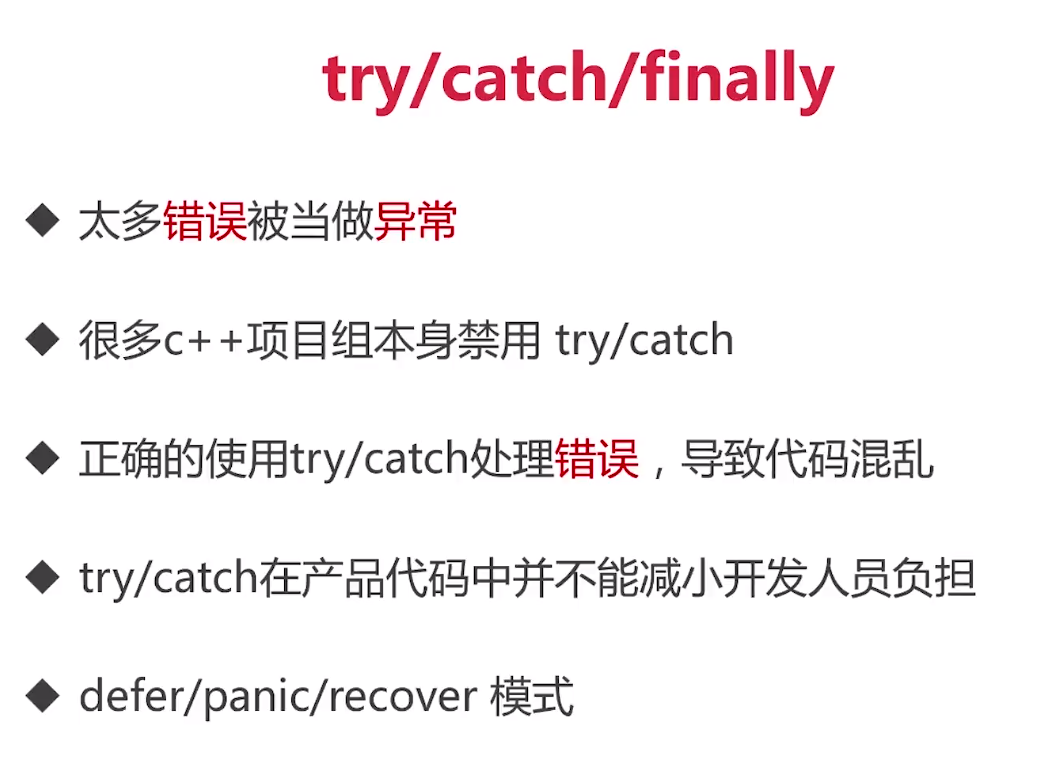 try/catch/finally
◆ 太多错误被当做异常
◆ 很多c++项目组本身禁用 try/catch
◆ 正确的使用try/catch处理错误，导致代码混乱
◆ try/catch在产品代码中并不能减小开发人员负担
◆ defer/panic/recover 模式